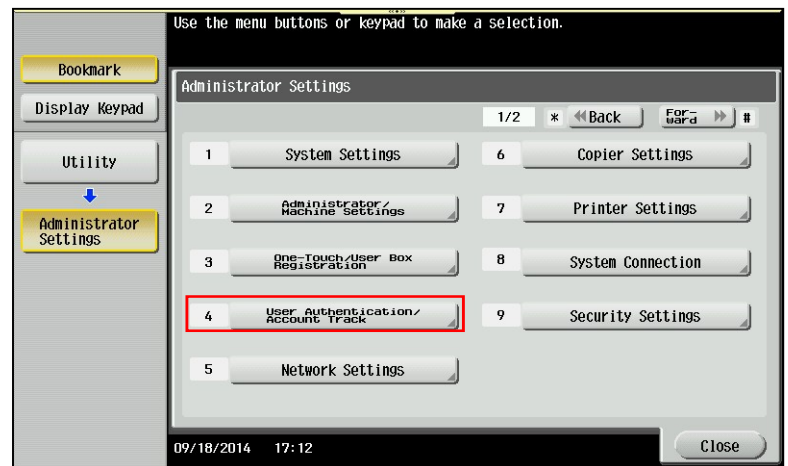 Use the menu buttons or keypad to make a selection.
Bookmark
Display Keypad
Utility
Administrator
Settings
Administrator Settings
1/2 * Back For-
ward #
1 System Settings
2 Administrator/
Machine Settings
3 One-Touch/User Box
Registration
4 User Authentication/
Account Track
5 Network Settings
6 Copier Settings
7 Printer Settings
8 System Connection
9 Security Settings
09/18/2014 17:12
Close